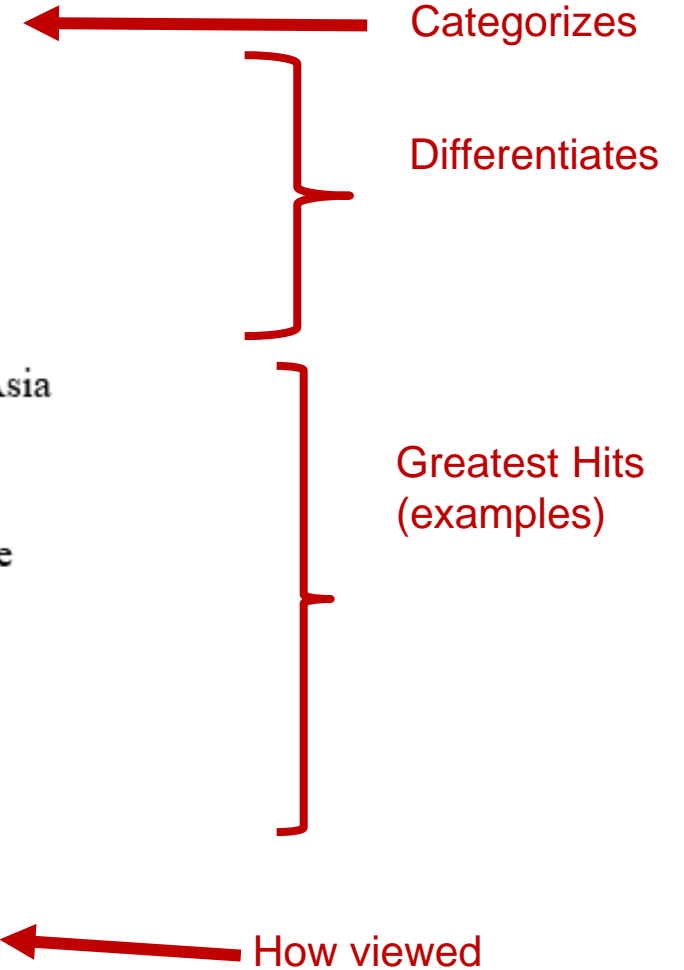 Categorizes
Differentiates
Greatest Hits
(examples)
How viewed